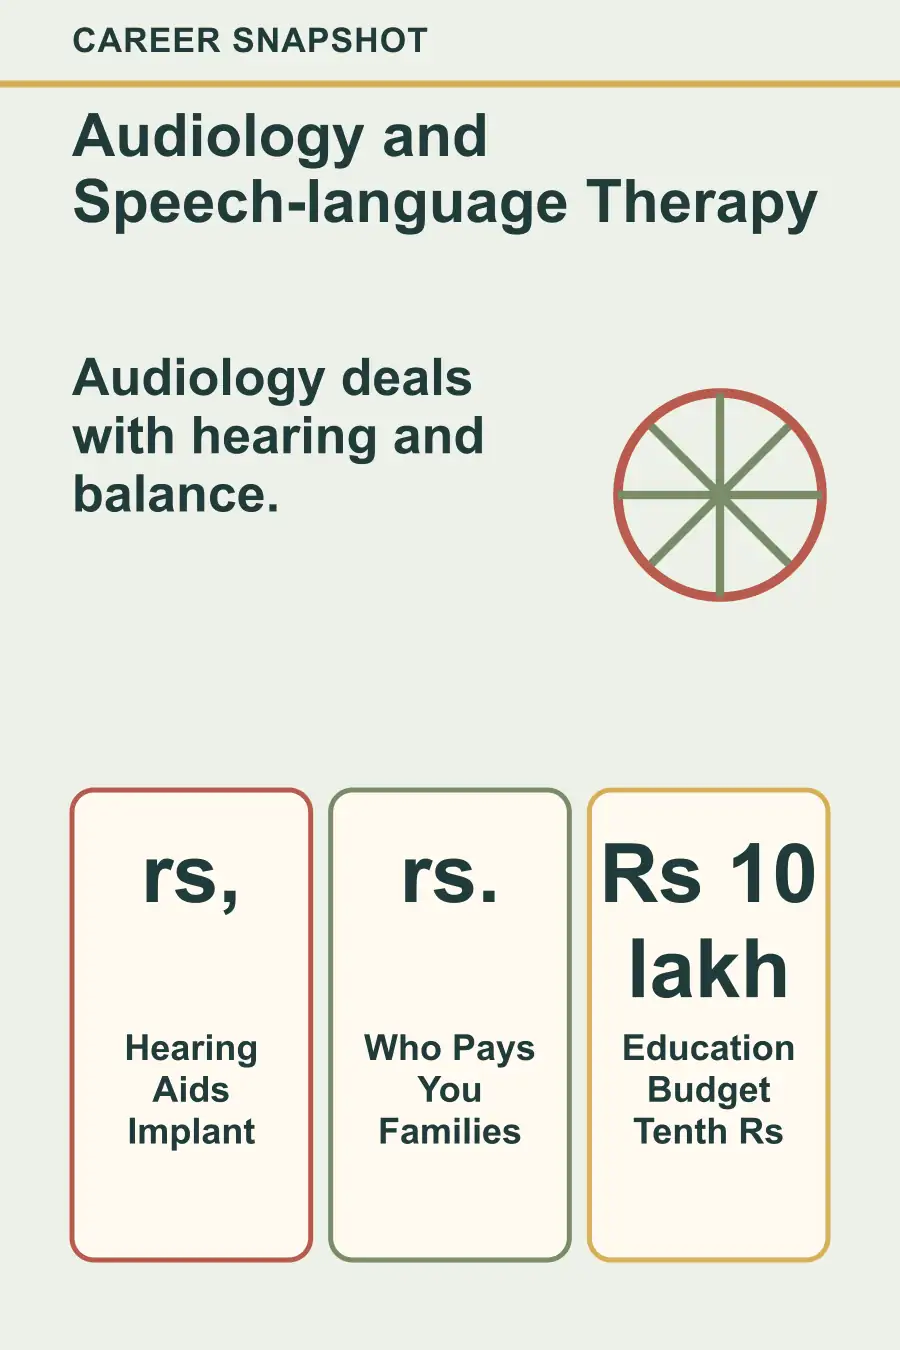 CAREER SNAPSHOT
Audiology and
Speech-language Therapy
Audiology deals
with hearing and
balance.
rs,
Hearing
Aids
Implant
rs.
Who Pays
You
Families
Rs 10
lakh
Education
Budget
Tenth Rs